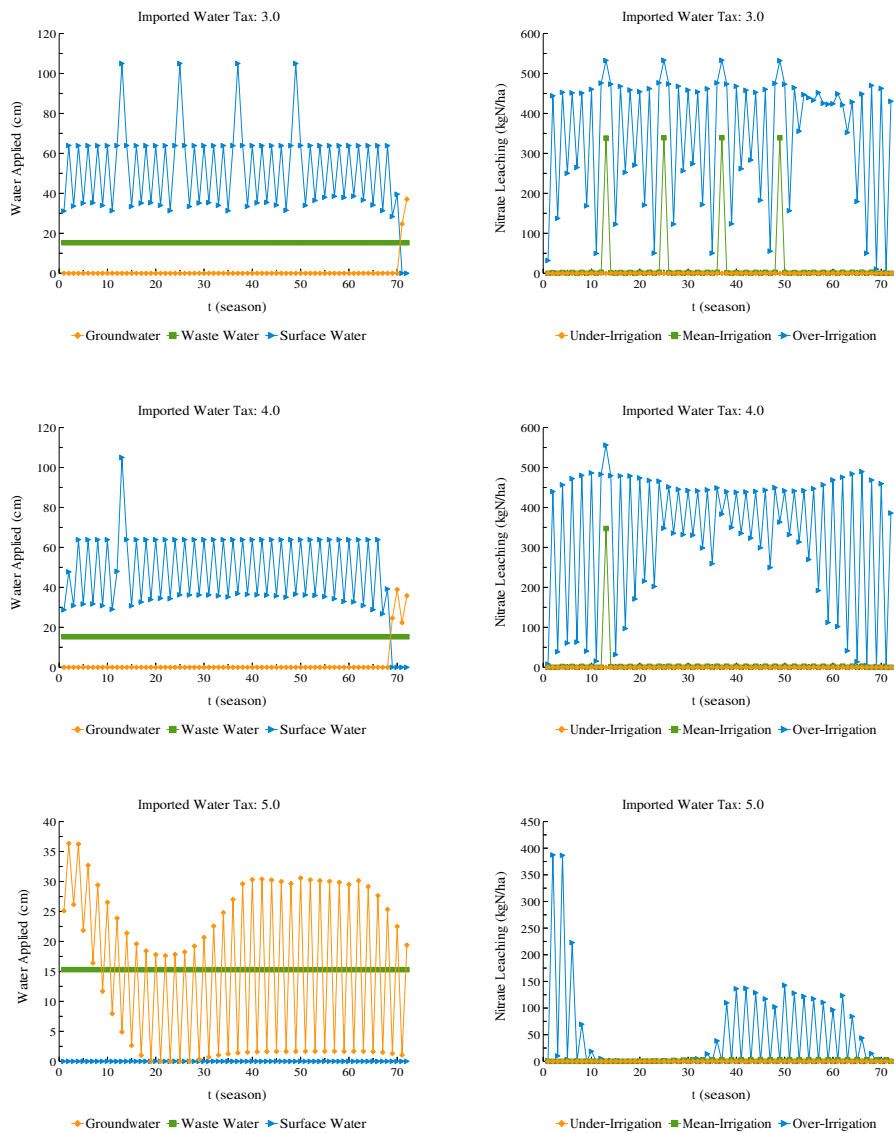 Imported Water Tax: 3.0
Water Applied (cm)
120
100
80
60
40
20
0
0 10 20 30 40 50 60 70
t (season)
Groundwater Waste Water Surface Water
Imported Water Tax: 3.0
Nitrate Leaching (kgN/ha)
600
500
400
300
200
100
0
0 10 20 30 40 50 60 70
t (season)
Under-Irrigation Mean-Irrigation Over-Irrigation
Imported Water Tax: 4.0
Water Applied (cm)
120
100
80
60
40
20
0
0 10 20 30 40 50 60 70
t (season)
Groundwater Waste Water Surface Water
Imported Water Tax: 4.0
Nitrate Leaching (kgN/ha)
600
500
400
300
200
100
0
0 10 20 30 40 50 60 70
t (season)
Under-Irrigation Mean-Irrigation Over-Irrigation
Imported Water Tax: 5.0
Water Applied (cm)
40
35
30
25
20
15
10
5
0
0 10 20 30 40 50 60 70
t (season)
Groundwater Waste Water Surface Water
Imported Water Tax: 5.0
Nitrate Leaching (kgN/ha)
450
400
350
300
250
200
150
100
50
0
0 10 20 30 40 50 60 70
t (season)
Under-Irrigation Mean-Irrigation Over-Irrigation